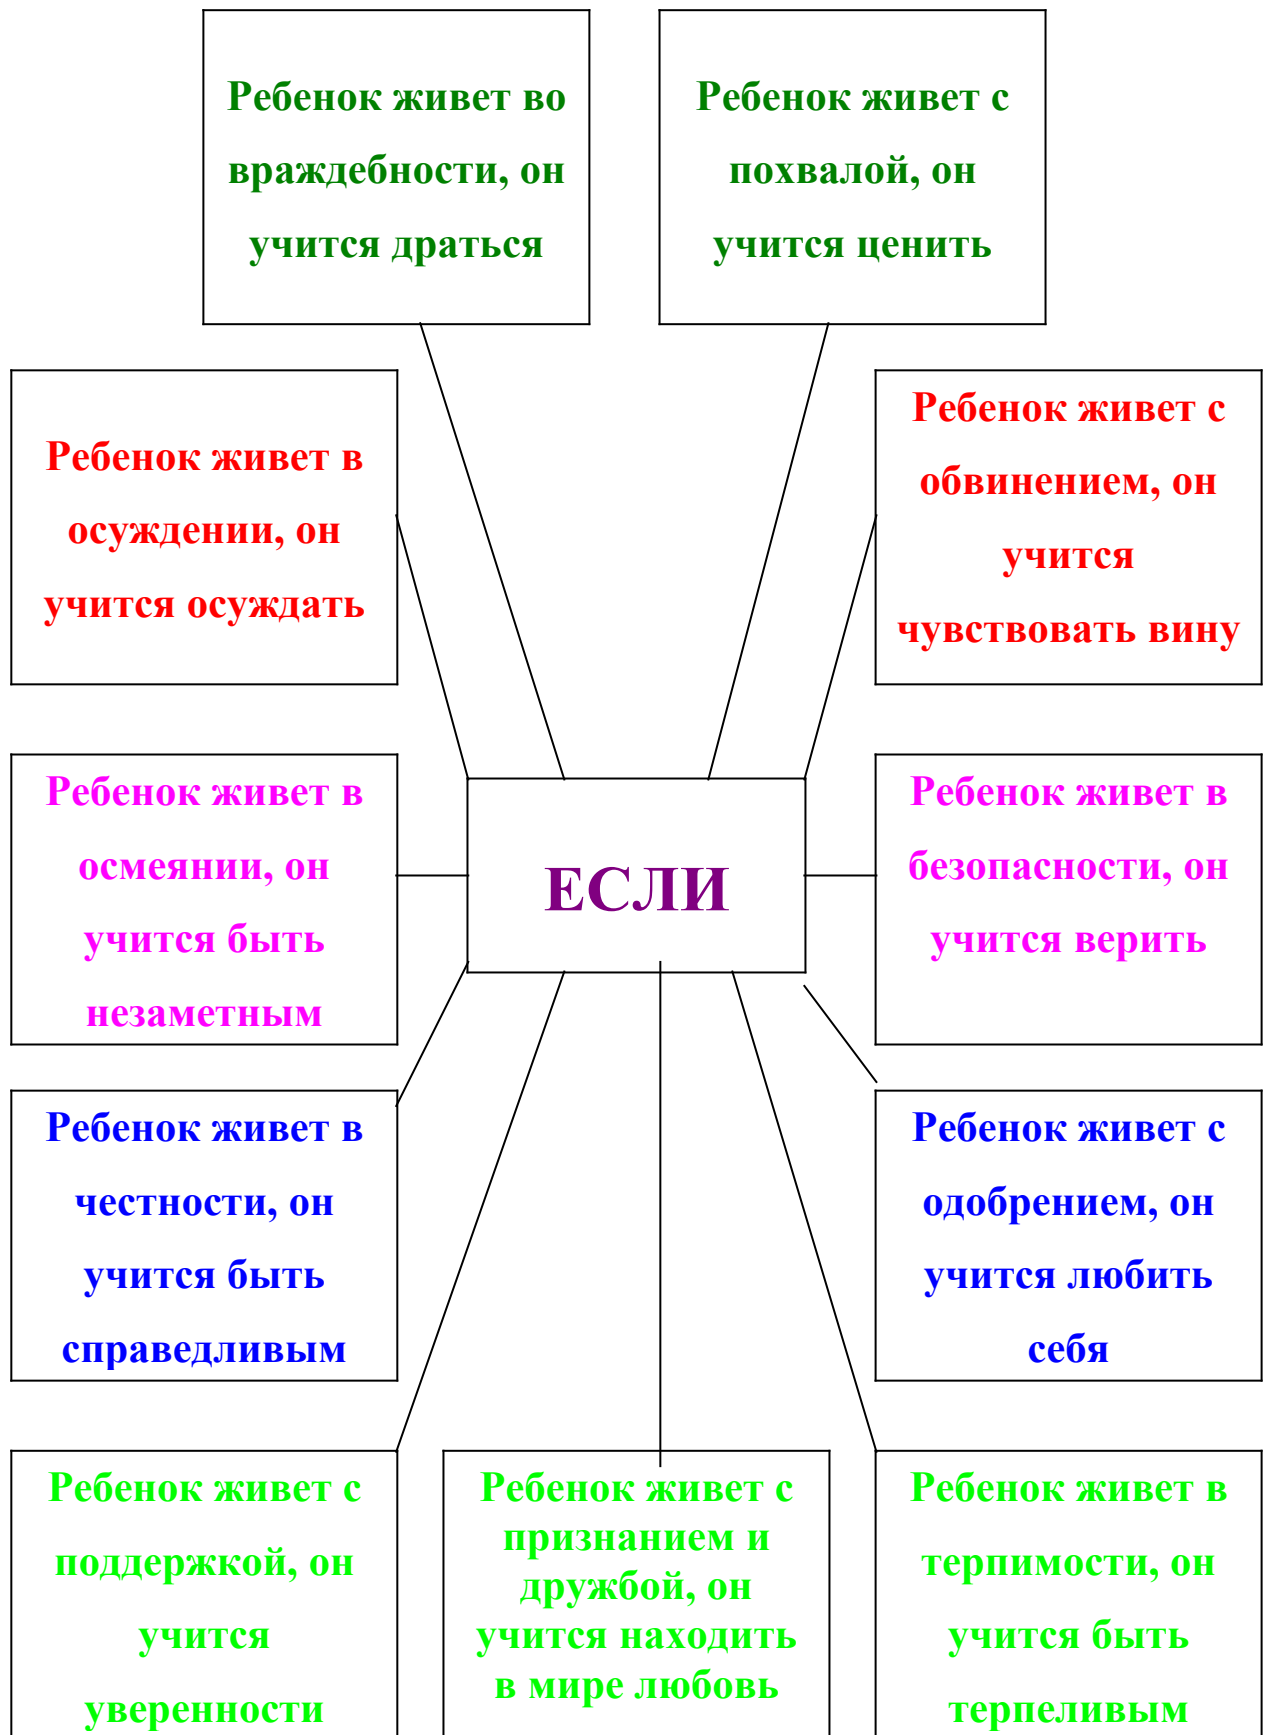 Ребенок живет во
враждебности, он
учится драться
Ребенок живет с
похвалой, он
учится ценить
Ребенок живет в
осуждении, он
учится осуждать
Ребенок живет с
обвинением, он
учится
чувствовать вину
Ребенок живет в
осмеянии, он
учится быть
незаметным
ЕСЛИ
Ребенок живет в
безопасности, он
учится верить
Ребенок живет в
честности, он
учится быть
справедливым
Ребенок живет с
одобрением, он
учится любить
себя
Ребенок живет с
поддержкой, он
учится
уверенности
Ребенок живет с
признанием и
дружбой, он
учится находить
в мире любовь
Ребенок живет в
терпимости, он
учится быть
терпеливым